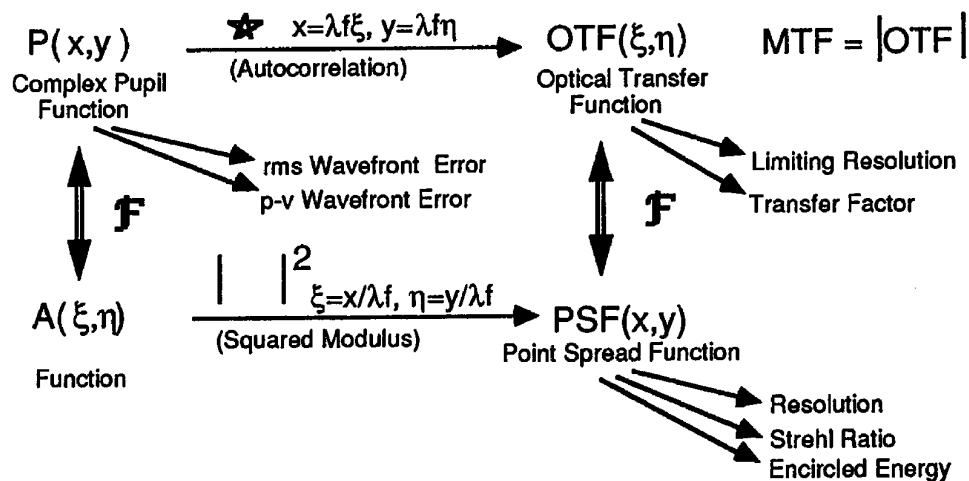 P(x,y)
☆ x=λfξ, y=λfη
OTF(ξ,η)
MTF = |OTF|
(Autocorrelation)
Complex Pupil
Function
Optical Transfer
Function
rms Wavefront Error
p-v Wavefront Error
Limiting Resolution
Transfer Factor
F
F
| |²
ξ=x/λf, η=y/λf
A(ξ,η)
PSF(x,y)
(Squared Modulus)
Point Spread Function
Function
Resolution
Strehl Ratio
Encircled Energy